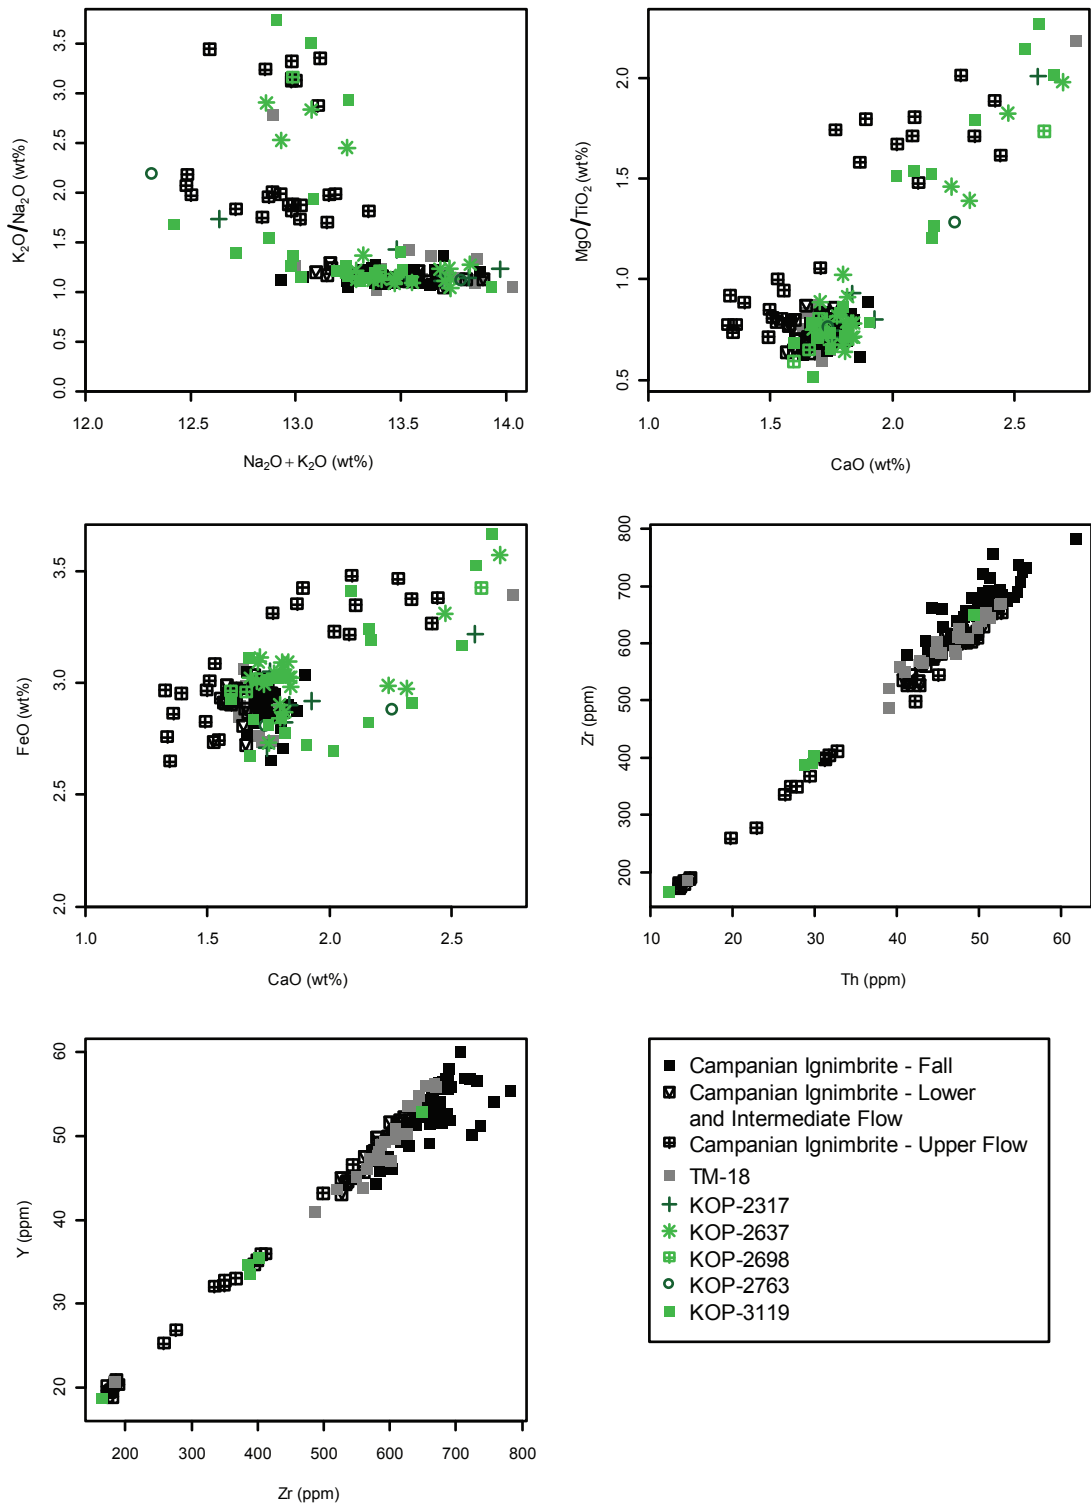 3.5
3.0
2.5
2.0
1.5
1.0
0.5
0.0
K₂O/Na₂O (wt%)
12.0 12.5 13.0 13.5 14.0
Na₂O + K₂O (wt%)
2.0
1.5
1.0
0.5
MgO/TiO₂ (wt%)
1.0 1.5 2.0 2.5
CaO (wt%)
3.5
3.0
2.5
2.0
FeO (wt%)
1.0 1.5 2.0 2.5
CaO (wt%)
800
700
600
500
400
300
200
Zr (ppm)
10 20 30 40 50 60
Th (ppm)
60
50
40
30
20
Y (ppm)
200 300 400 500 600 700 800
Zr (ppm)
Campanian Ignimbrite - Fall
Campanian Ignimbrite - Lower
and Intermediate Flow
Campanian Ignimbrite - Upper Flow
TM-18
KOP-2317
KOP-2637
KOP-2698
KOP-2763
KOP-3119